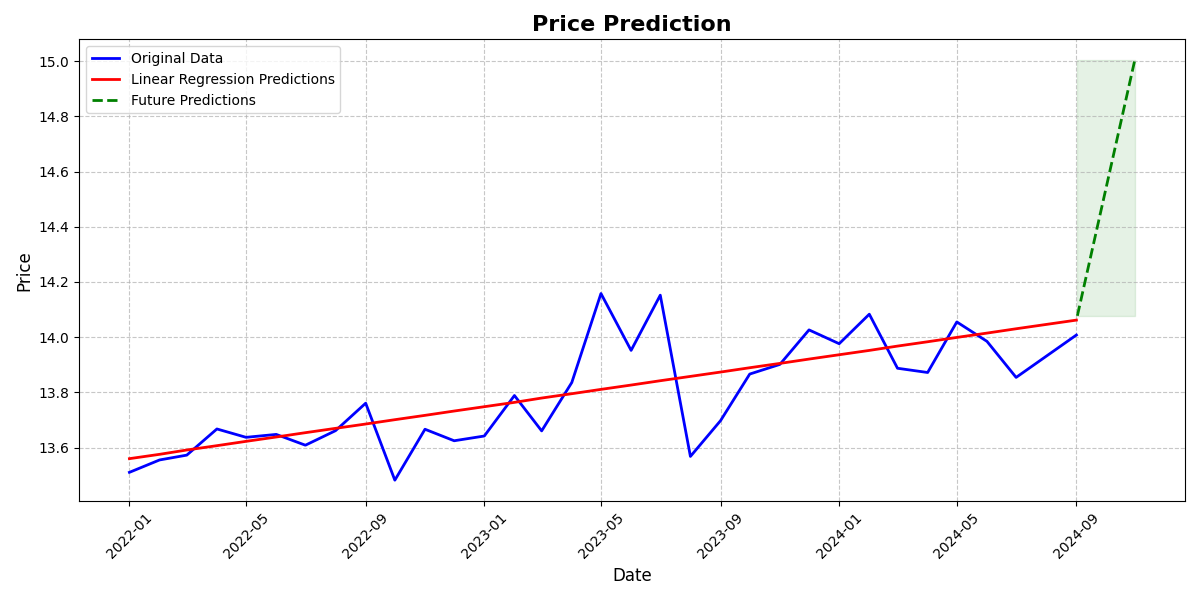 Price Prediction
Original Data
Linear Regression Predictions
Future Predictions
15.0
14.8
14.6
14.4
14.2
14.0
13.8
13.6
Price
2022-01
2022-05
2022-09
2023-01
2023-05
2023-09
2024-01
2024-05
2024-09
Date